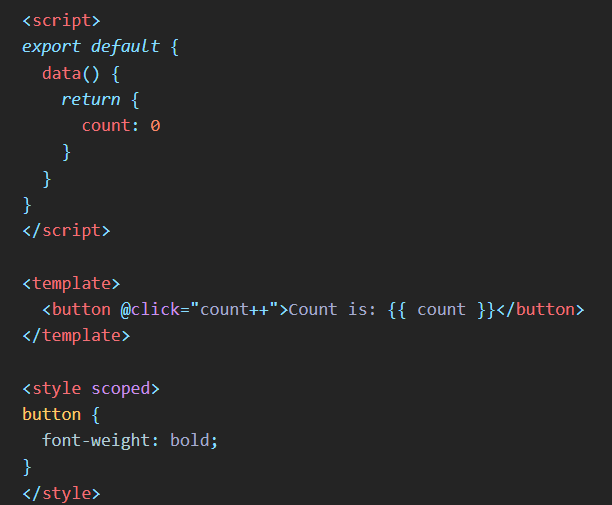 <script>
export default {
  data() {
    return {
      count: 0
    }
  }
}
</script>

<template>
  <button @click="count++">Count is: {{ count }}</button>
</template>

<style scoped>
button {
  font-weight: bold;
}
</style>